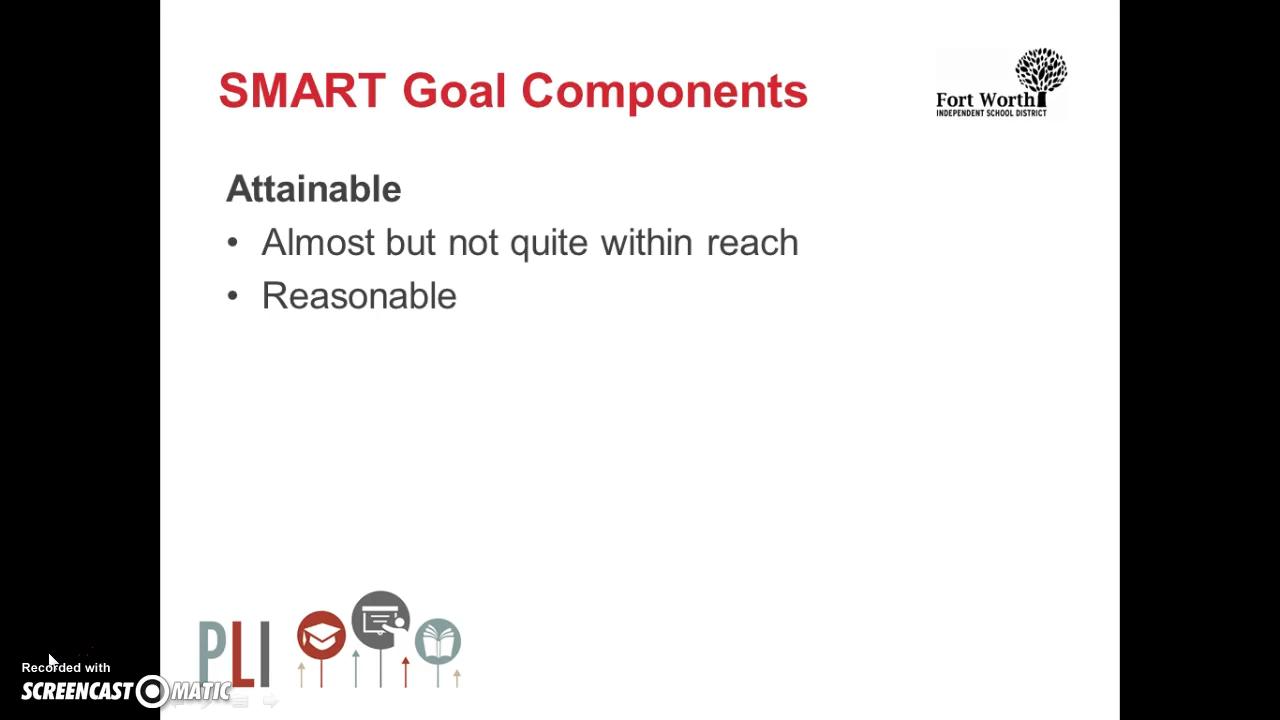 SMART Goal Components
Fort Worth
INDEPENDENT SCHOOL DISTRICT
Attainable
• Almost but not quite within reach
• Reasonable
PLI
Recorded with
SCREENCAST MATIC